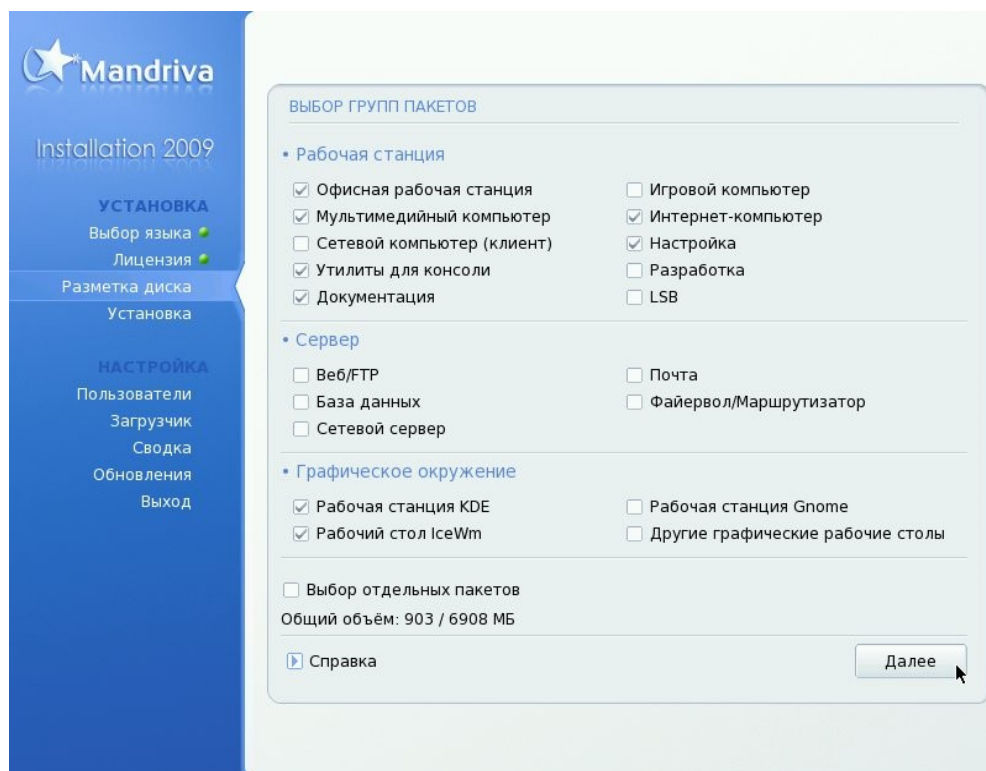 Mandriva
Installation 2009
УСТАНОВКА
Выбор языка
Лицензия
Разметка диска
Установка
НАСТРОЙКА
Пользователи
Загрузчик
Сводка
Обновления
Выход
ВЫБОР ГРУПП ПАКЕТОВ
• Рабочая станция
Офисная рабочая станция
Игровой компьютер
Мультимедийный компьютер
Интернет-компьютер
Сетевой компьютер (клиент)
Настройка
Утилиты для консоли
Разработка
Документация
LSB
• Сервер
Веб/FTP
Почта
База данных
Файервол/Маршрутизатор
Сетевой сервер
• Графическое окружение
Рабочая станция KDE
Рабочая станция Gnome
Рабочий стол IceWm
Другие графические рабочие столы
Выбор отдельных пакетов
Общий объём: 903 / 6908 МБ
Справка
Далее